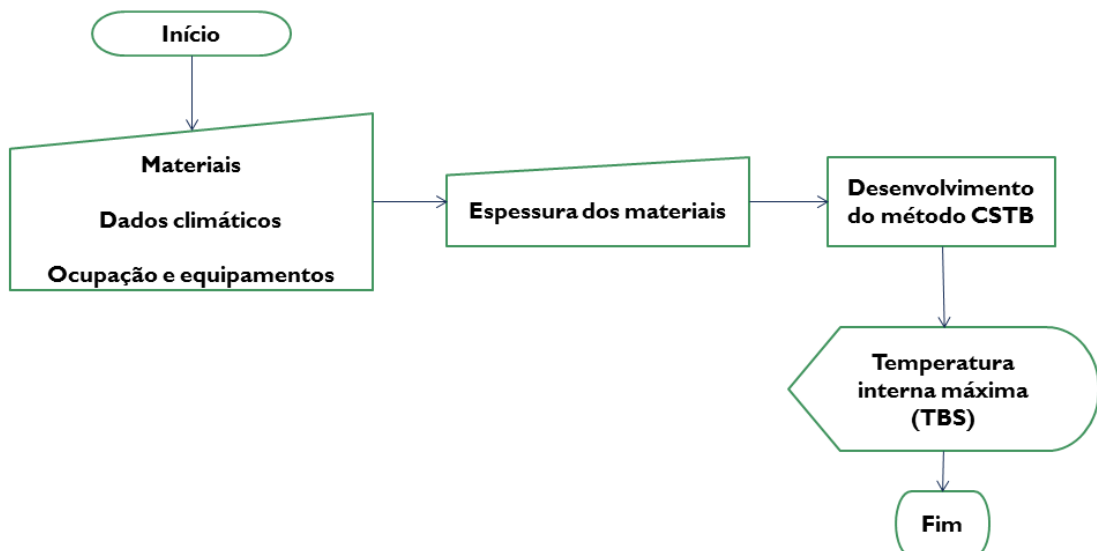 Início
Materiais
Dados climáticos
Ocupação e equipamentos
Espessura dos materiais
Desenvolvimento
do método CSTB
Temperatura
interna máxima
(TBS)
Fim